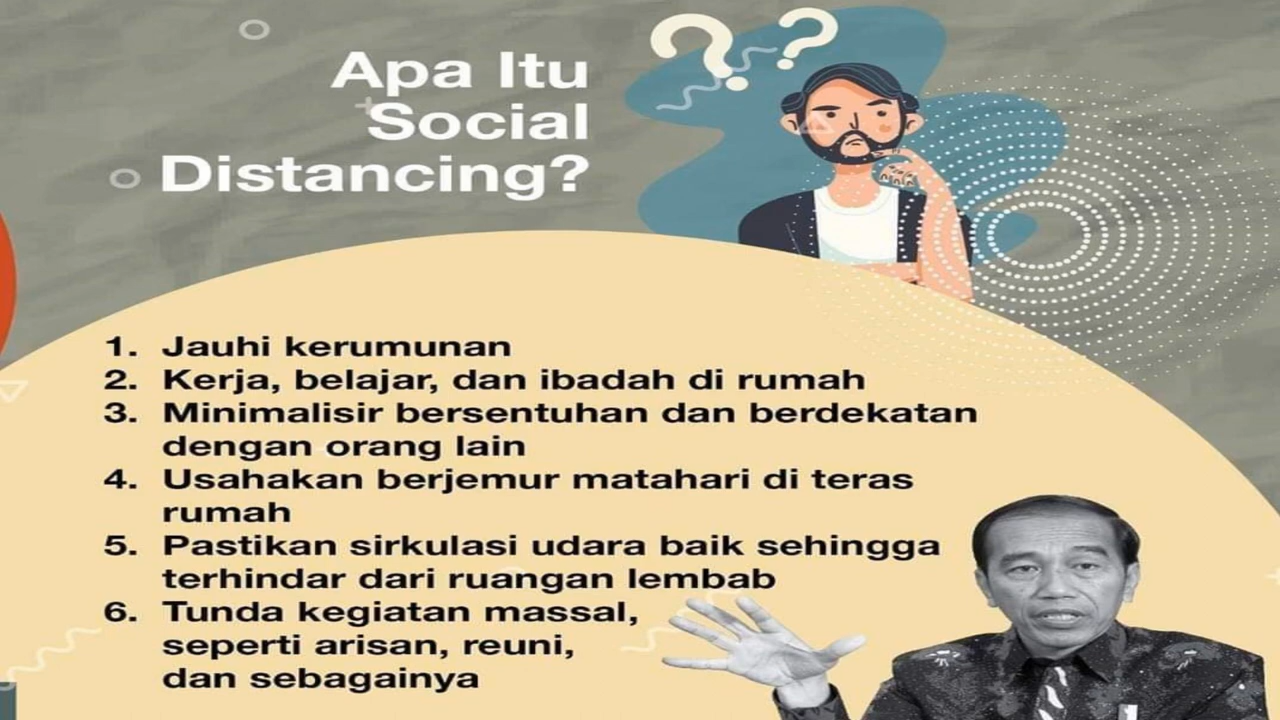 Apa Itu
Social
Distancing?
1. Jauhi kerumunan
2. Kerja, belajar, dan ibadah di rumah
3. Minimalisir bersentuhan dan berdekatan
dengan orang lain
4. Usahakan berjemur matahari di teras
rumah
5. Pastikan sirkulasi udara baik sehingga
terhindar dari ruangan lembab
6. Tunda kegiatan massal,
seperti arisan, reuni,
dan sebagainya